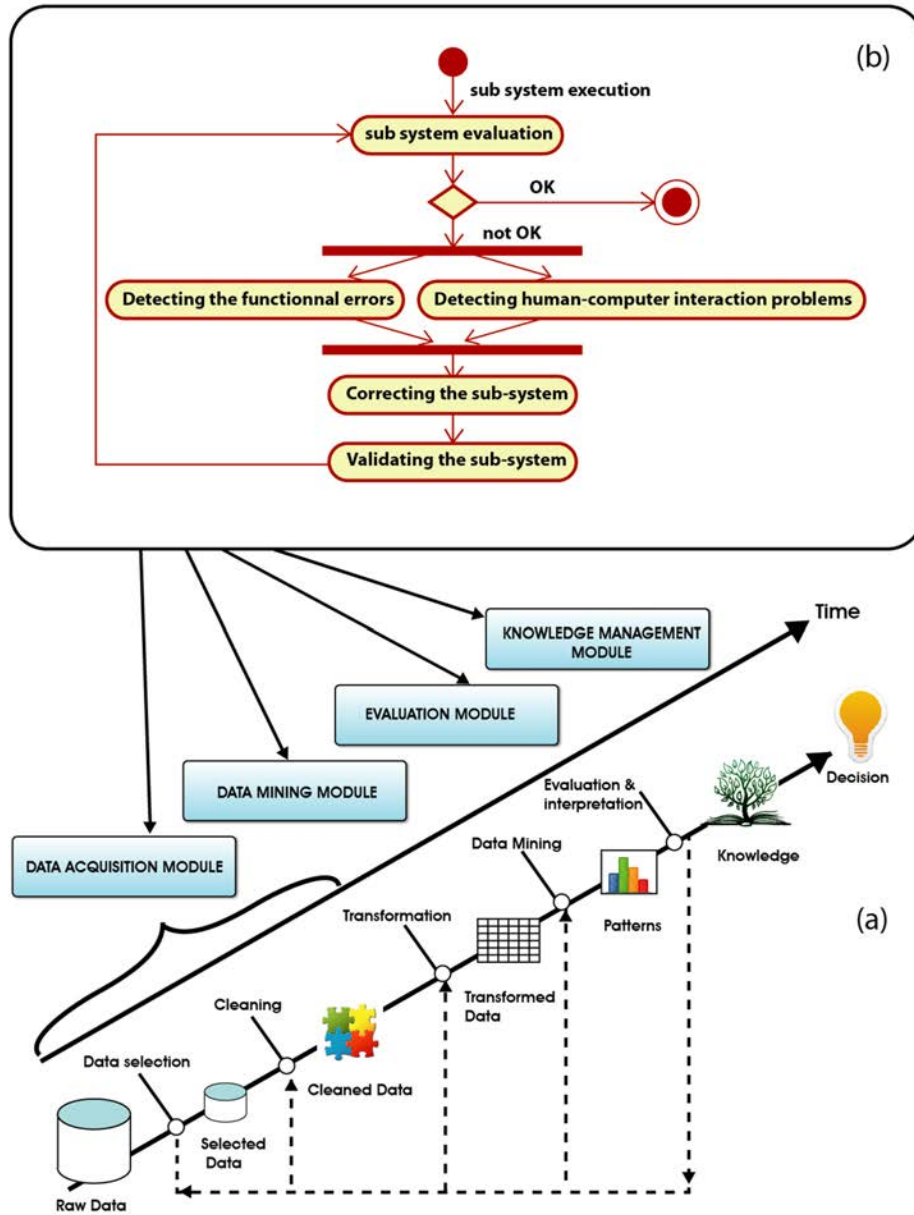 (b)
sub system execution
sub system evaluation
OK
not OK
Detecting the functionnal errors
Detecting human-computer interaction problems
Correcting the sub-system
Validating the sub-system
Time
KNOWLEDGE MANAGEMENT
MODULE
EVALUATION MODULE
DATA MINING MODULE
DATA ACQUISITION MODULE
Decision
Evaluation &
interpretation
Knowledge
Data Mining
Patterns
(a)
Transformation
Transformed
Data
Cleaning
Cleaned Data
Data selection
Selected
Data
Raw Data